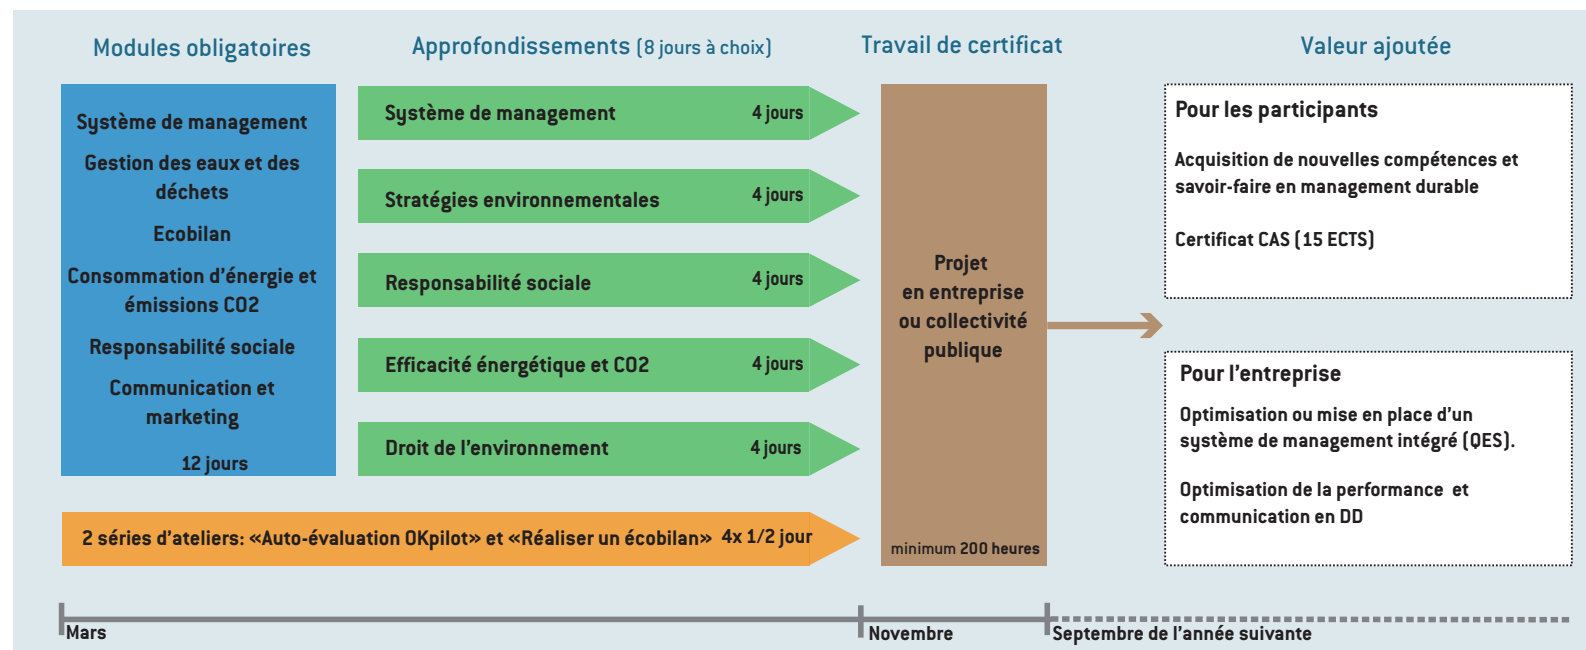 Modules obligatoires
Approfondissements (8 jours à choix)
Travail de certificat
Valeur ajoutée
Système de management
Gestion des eaux et des
déchets
Ecobilan
Consommation d’énergie et
émissions CO2
Responsabilité sociale
Communication et
marketing
12 jours
Système de management 4 jours
Stratégies environnementales 4 jours
Responsabilité sociale 4 jours
Efficacité énergétique et CO2 4 jours
Droit de l’environnement 4 jours
2 séries d’ateliers: «Auto-évaluation OKpilot» et «Réaliser un écobilan» 4x 1/2 jour
Projet
en entreprise
ou collectivité
publique
minimum 200 heures
Pour les participants
Acquisition de nouvelles compétences et
savoir-faire en management durable
Certificat CAS (15 ECTS)
Pour l’entreprise
Optimisation ou mise en place d’un
système de management intégré (QES).
Optimisation de la performance et
communication en DD
Mars
Novembre
Septembre de l’année suivante